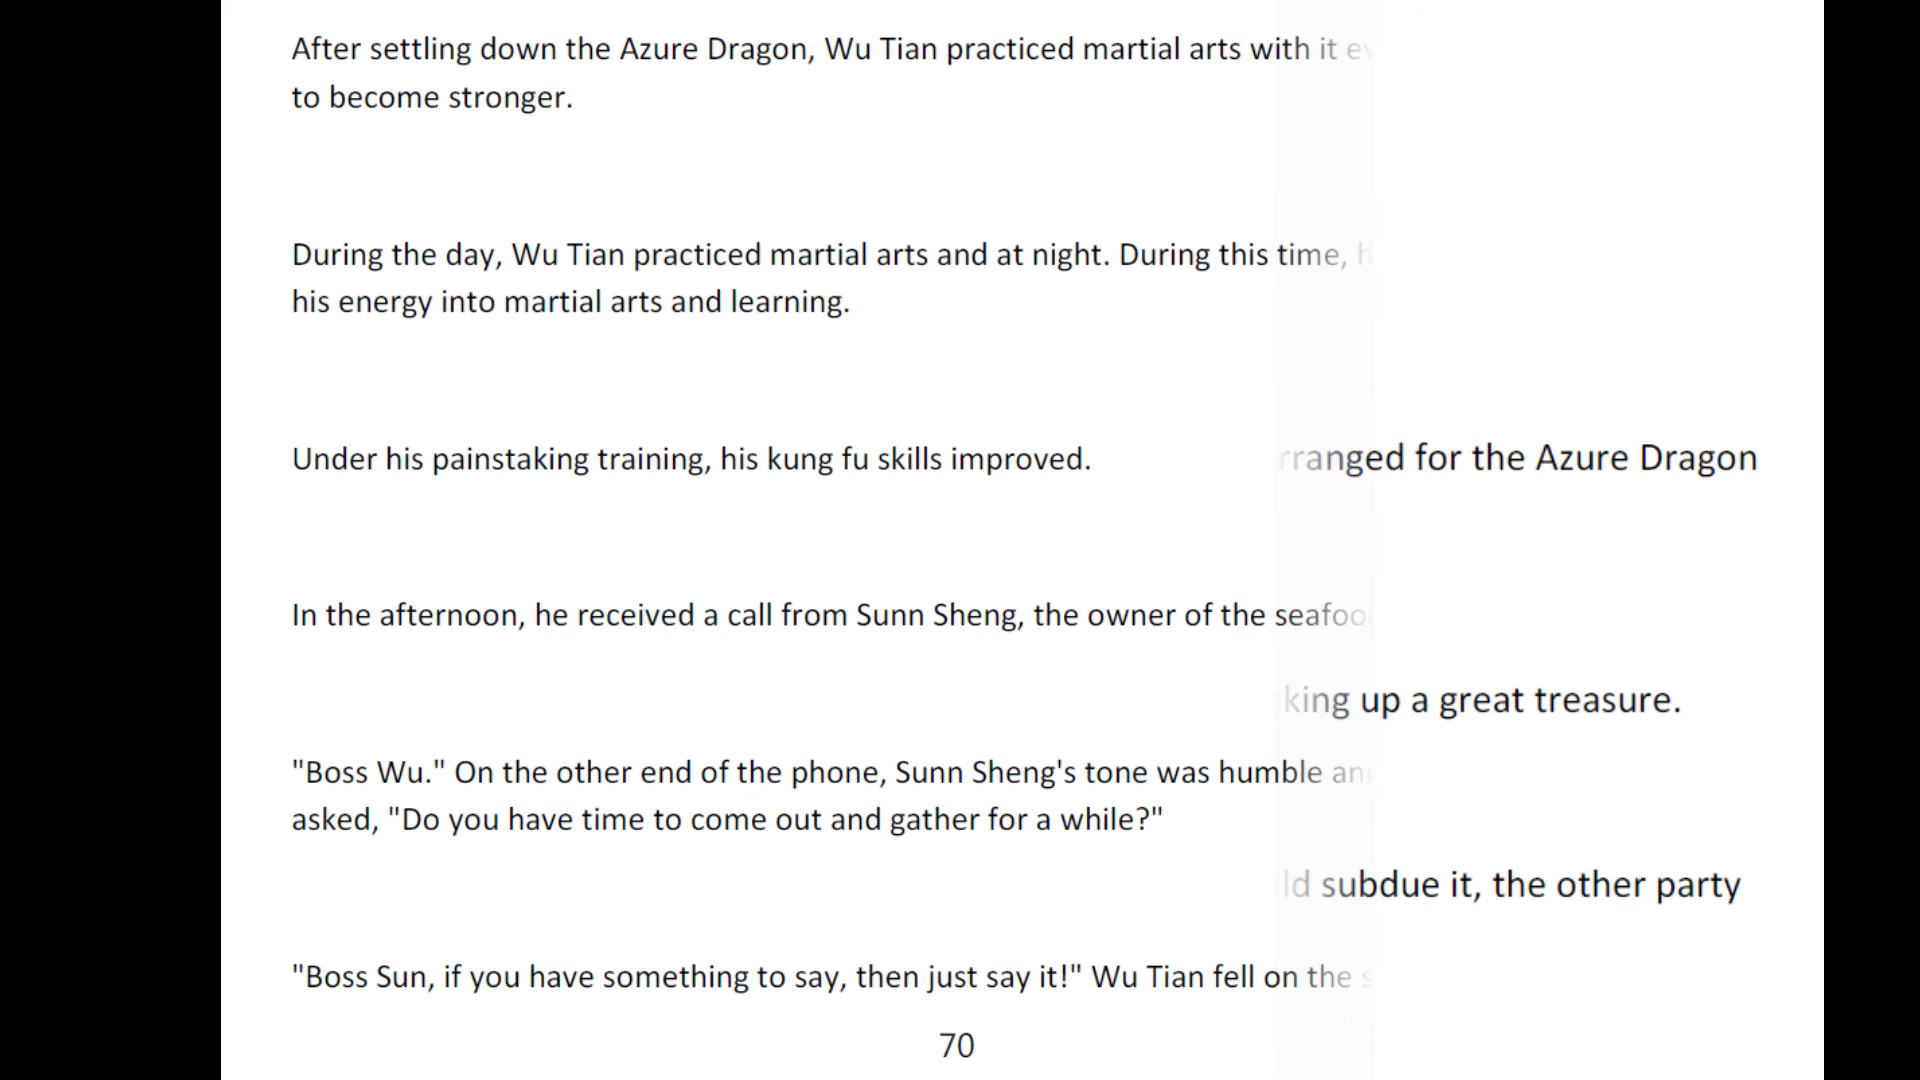 After settling down the Azure Dragon, Wu Tian practiced martial arts with it
to become stronger.
During the day, Wu Tian practiced martial arts and at night. During this time,
his energy into martial arts and learning.
Under his painstaking training, his kung fu skills improved.
for the Azure Dragon
In the afternoon, he received a call from Sunn Sheng, the owner of the
up a great treasure.
"Boss Wu." On the other end of the phone, Sunn Sheng's tone was humble
asked, "Do you have time to come out and gather for a while?"
subdue it, the other party
"Boss Sun, if you have something to say, then just say it!" Wu Tian fell on the
70